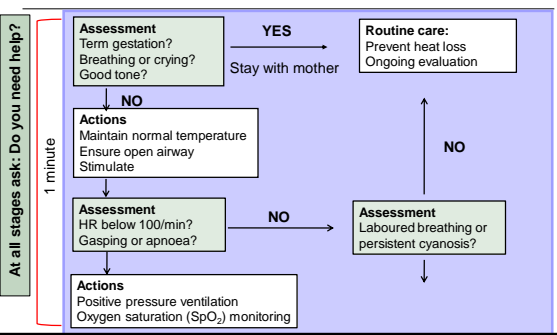 At all stages ask: Do you need help?
1 minute
Assessment
Term gestation?
Breathing or crying?
Good tone?
YES
Stay with mother
Routine care:
Prevent heat loss
Ongoing evaluation
NO
Actions
Maintain normal temperature
Ensure open airway
Stimulate
NO
Assessment
HR below 100/min?
Gasping or apnoea?
NO
Assessment
Laboured breathing or
persistent cyanosis?
Actions
Positive pressure ventilation
Oxygen saturation (SpO₂) monitoring